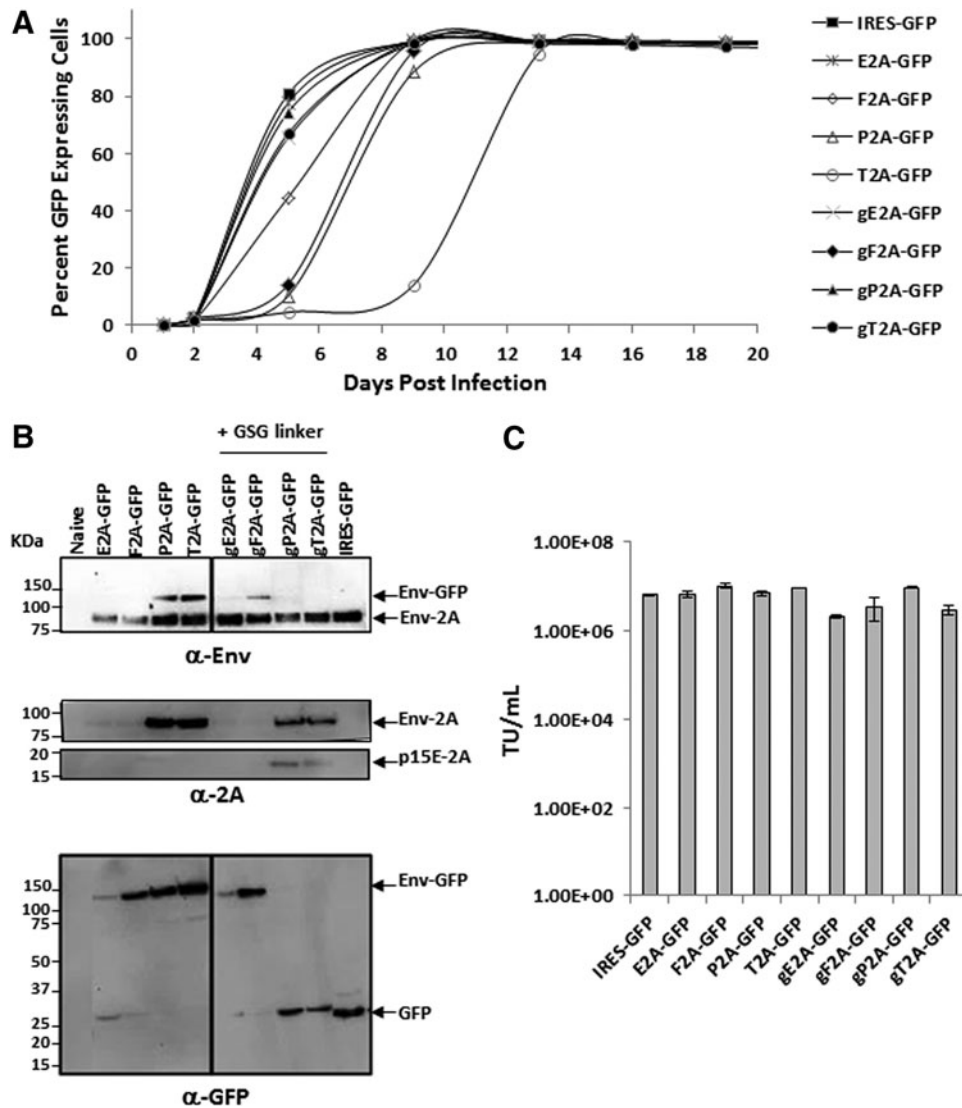 A
Percent GFP Expressing Cells
100
80
60
40
20
0
0 2 4 6 8 10 12 14 16 18 20
Days Post Infection
IRES-GFP
E2A-GFP
F2A-GFP
P2A-GFP
T2A-GFP
gE2A-GFP
gF2A-GFP
gP2A-GFP
gT2A-GFP
B
+ GSG linker
Naive E2A-GFP F2A-GFP P2A-GFP T2A-GFP gE2A-GFP gF2A-GFP gP2A-GFP gT2A-GFP IRES-GFP
KDa
150
100
75
Env-GFP
Env-2A
α-Env
100
75
Env-2A
20
15
p15E-2A
α-2A
150
100
75
50
37
25
20
15
Env-GFP
GFP
α-GFP
C
TU/mL
1.00E+08
1.00E+06
1.00E+04
1.00E+02
1.00E+00
IRES-GFP E2A-GFP F2A-GFP P2A-GFP T2A-GFP gE2A-GFP gF2A-GFP gP2A-GFP gT2A-GFP